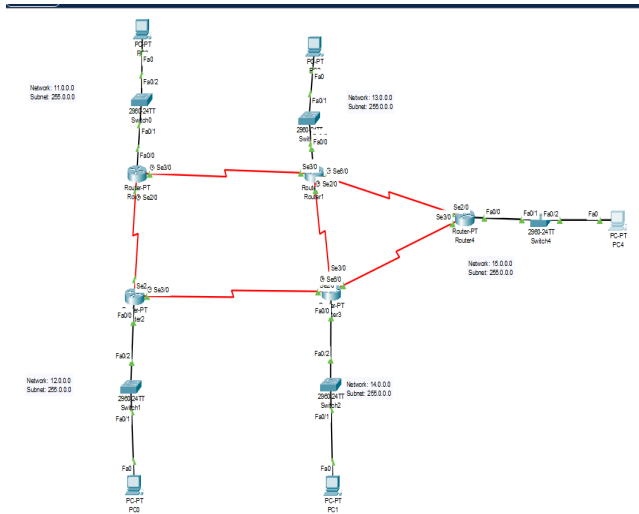 PC-PT
Fa0
Fa0/2
Network: 11.0.0.0
Subnet: 255.0.0.0
2960-24TT
Switch0
Fa0/1
Fa0/0
Se3/0
Router-PT
Se2/0
PC-PT
Fa0
Fa0/1
Network: 13.0.0.0
Subnet: 255.0.0.0
Fa0/0
Se3/0
Se6/0
Se2/0
Router1
Se2/0
Se3/0
Fa0/0
Router-PT
Router4
Fa0/1
Fa0/2
2960-24TT
Switch4
Fa0
PC-PT
PC4
Network: 15.0.0.0
Subnet: 255.0.0.0
Se3/0
Fa0/0
Se3/0
Fa0/0
Fa0/2
Network: 12.0.0.0
Subnet: 255.0.0.0
2960-24TT
Switch1
Fa0/1
Fa0
PC-PT
PC0
Fa0/2
Network: 14.0.0.0
Subnet: 255.0.0.0
2960-24TT
Switch2
Fa0/1
Fa0
PC-PT
PC1